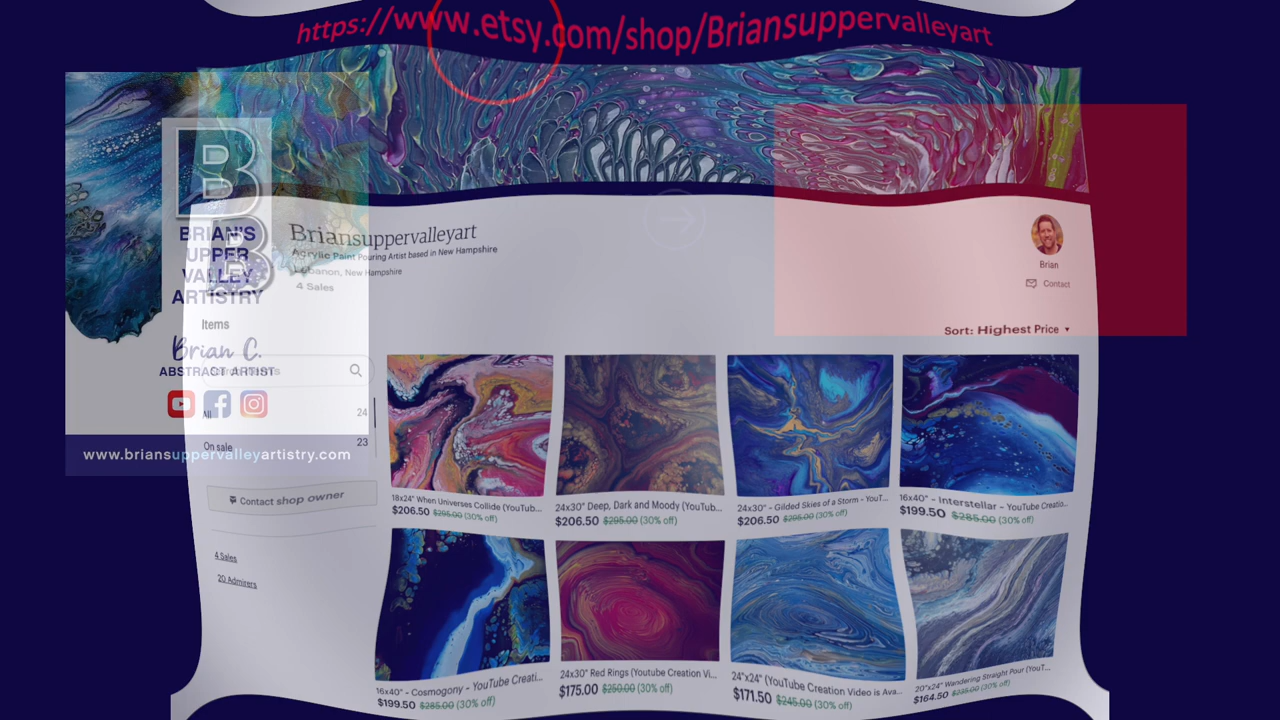 https://www.etsy.com/shop/Briansuppervalleyart
B
BRIAN'S
UPPER
VALLEY
ARTISTRY
Brian C.
ABSTRACT ARTIST
www.briansuppervalleyartistry.com
B
Briansuppervalleyart
Acrylic Paint Pouring Artist based in New Hampshire
Lebanon, New Hampshire
4 Sales
Brian
Contact
Items
Sort: Highest Price
All 24
On sale 23
Contact shop owner
4 Sales
20 Admirers
18x24" When Universes Collide (YouTub...
$206.50 $295.00 (30% off)
24x30" Deep, Dark and Moody (YouTub...
$206.50 $295.00 (30% off)
24x30" - Gilded Skies of a Storm - YouT...
$206.50 $295.00 (30% off)
16x40" - Interstellar - YouTube Creatio...
$199.50 $285.00 (30% off)
16x40" - Cosmogony - YouTube Creati...
$199.50 $285.00 (30% off)
24x30" Red Rings (Youtube Creation Vi...
$175.00 $250.00 (30% off)
24"x24" (YouTube Creation Video is Ava...
$171.50 $245.00 (30% off)
20"x24" Wandering Straight Pour (YouT...
$164.50 $235.00 (30% off)